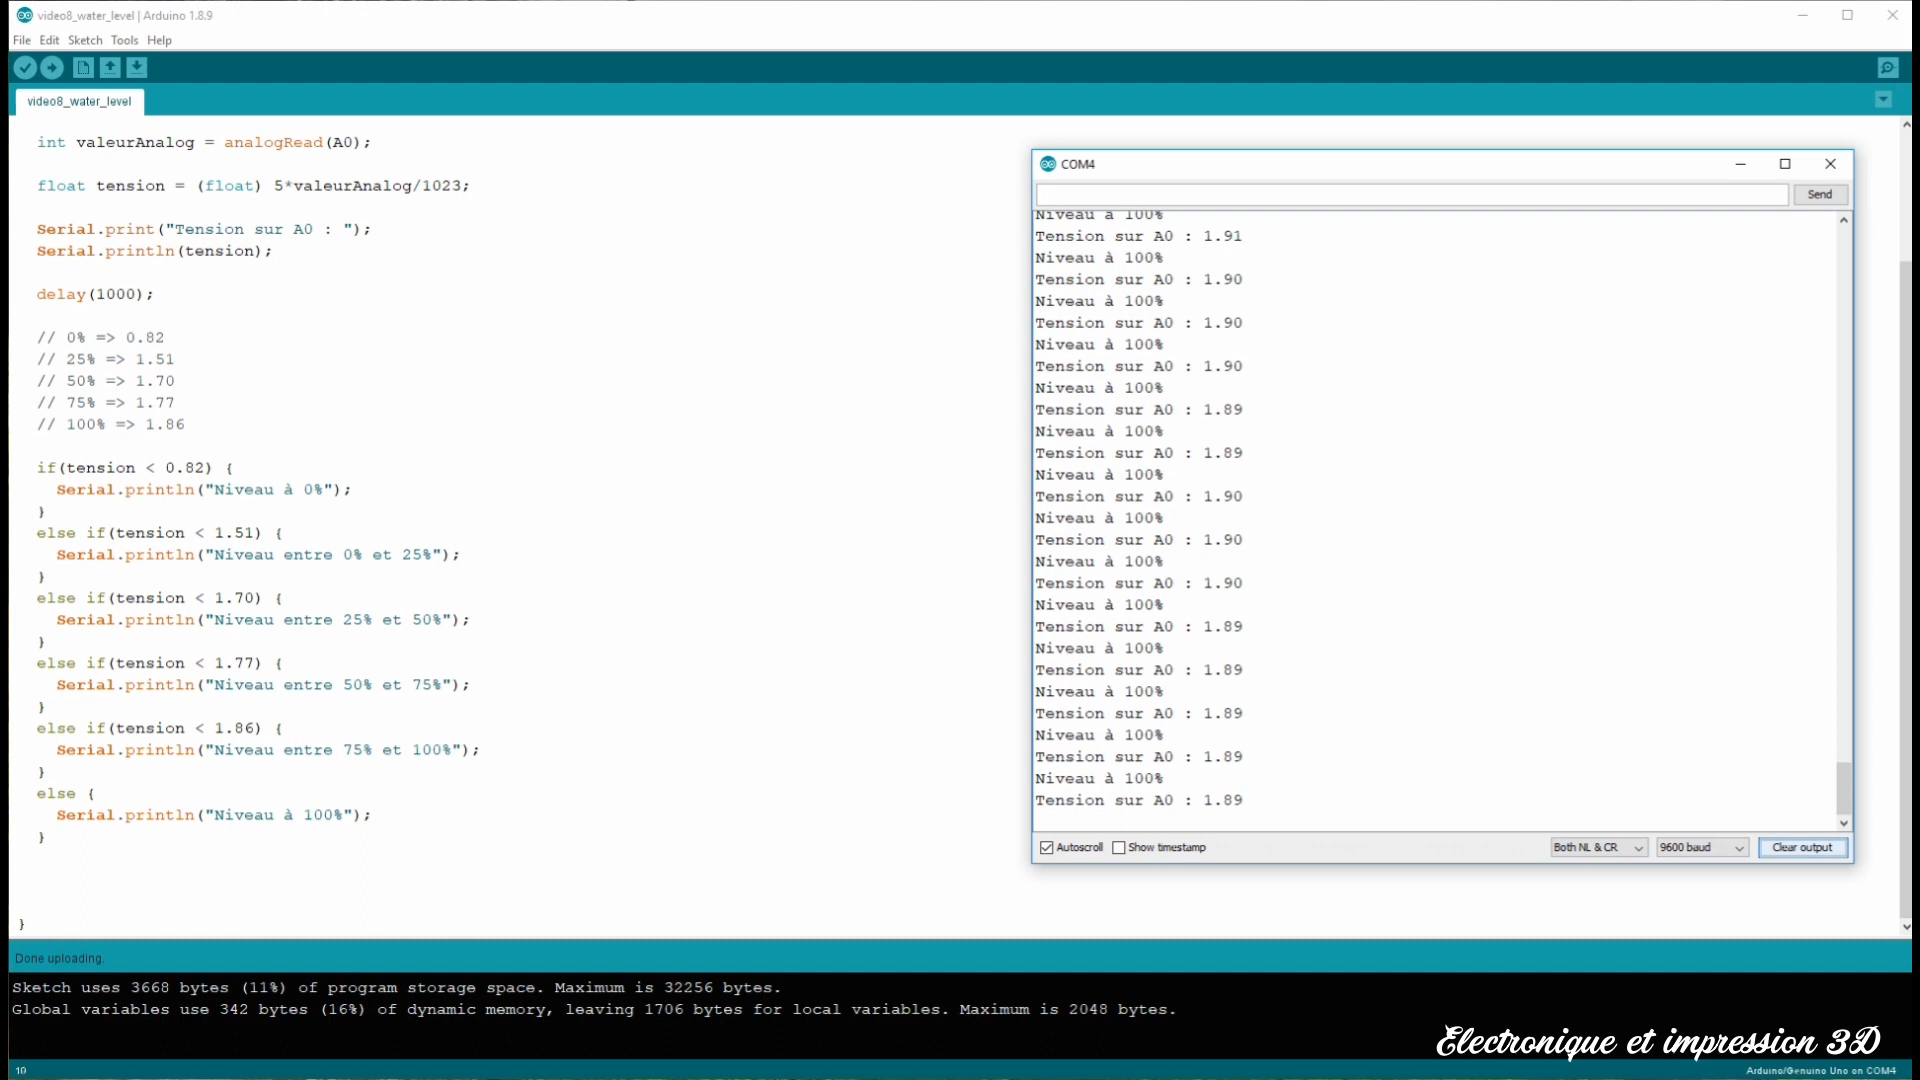 video8_water_level | Arduino 1.8.9
File Edit Sketch Tools Help
video8_water_level
int valeurAnalog = analogRead(A0);
float tension = (float) 5*valeurAnalog/1023;
Serial.print("Tension sur A0 : ");
Serial.println(tension);
delay(1000);
// 0% => 0.82
// 25% => 1.51
// 50% => 1.70
// 75% => 1.77
// 100% => 1.86
if(tension < 0.82) {
Serial.println("Niveau à 0%");
}
else if(tension < 1.51) {
Serial.println("Niveau entre 0% et 25%");
}
else if(tension < 1.70) {
Serial.println("Niveau entre 25% et 50%");
}
else if(tension < 1.77) {
Serial.println("Niveau entre 50% et 75%");
}
else if(tension < 1.86) {
Serial.println("Niveau entre 75% et 100%");
}
else {
Serial.println("Niveau à 100%");
}
}
COM4
Send
Niveau à 100%
Tension sur A0 : 1.91
Niveau à 100%
Tension sur A0 : 1.90
Niveau à 100%
Tension sur A0 : 1.90
Niveau à 100%
Tension sur A0 : 1.90
Niveau à 100%
Tension sur A0 : 1.89
Niveau à 100%
Tension sur A0 : 1.89
Niveau à 100%
Tension sur A0 : 1.90
Niveau à 100%
Tension sur A0 : 1.90
Niveau à 100%
Tension sur A0 : 1.90
Niveau à 100%
Tension sur A0 : 1.89
Niveau à 100%
Tension sur A0 : 1.89
Niveau à 100%
Tension sur A0 : 1.89
Niveau à 100%
Tension sur A0 : 1.89
Niveau à 100%
Tension sur A0 : 1.89
Autoscroll Show timestamp Both NL & CR 9600 baud Clear output
Done uploading.
Sketch uses 3668 bytes (11%) of program storage space. Maximum is 32256 bytes.
Global variables use 342 bytes (16%) of dynamic memory, leaving 1706 bytes for local variables. Maximum is 2048 bytes.
Electronique et impression 3D
10 Arduino/Genuino Uno on COM4